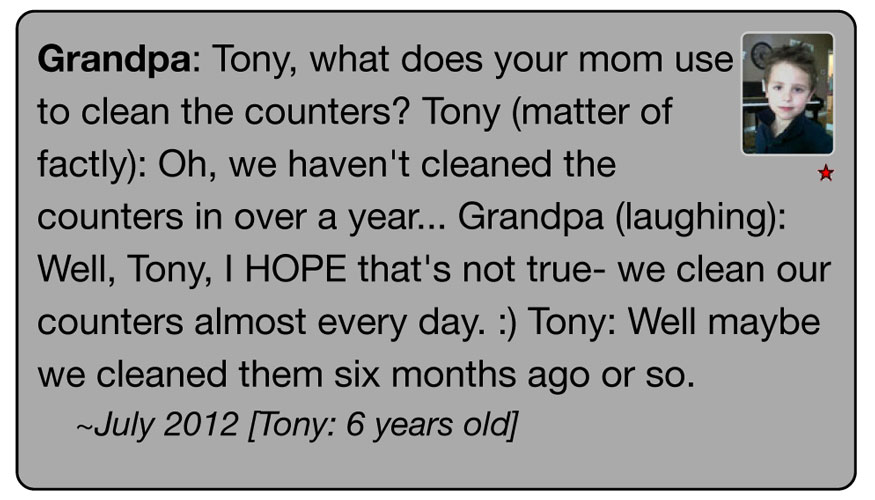 Grandpa: Tony, what does your mom use
to clean the counters? Tony (matter of
factly): Oh, we haven't cleaned the
counters in over a year... Grandpa (laughing):
Well, Tony, I HOPE that's not true- we clean our
counters almost every day. :) Tony: Well maybe
we cleaned them six months ago or so.
~July 2012 [Tony: 6 years old]